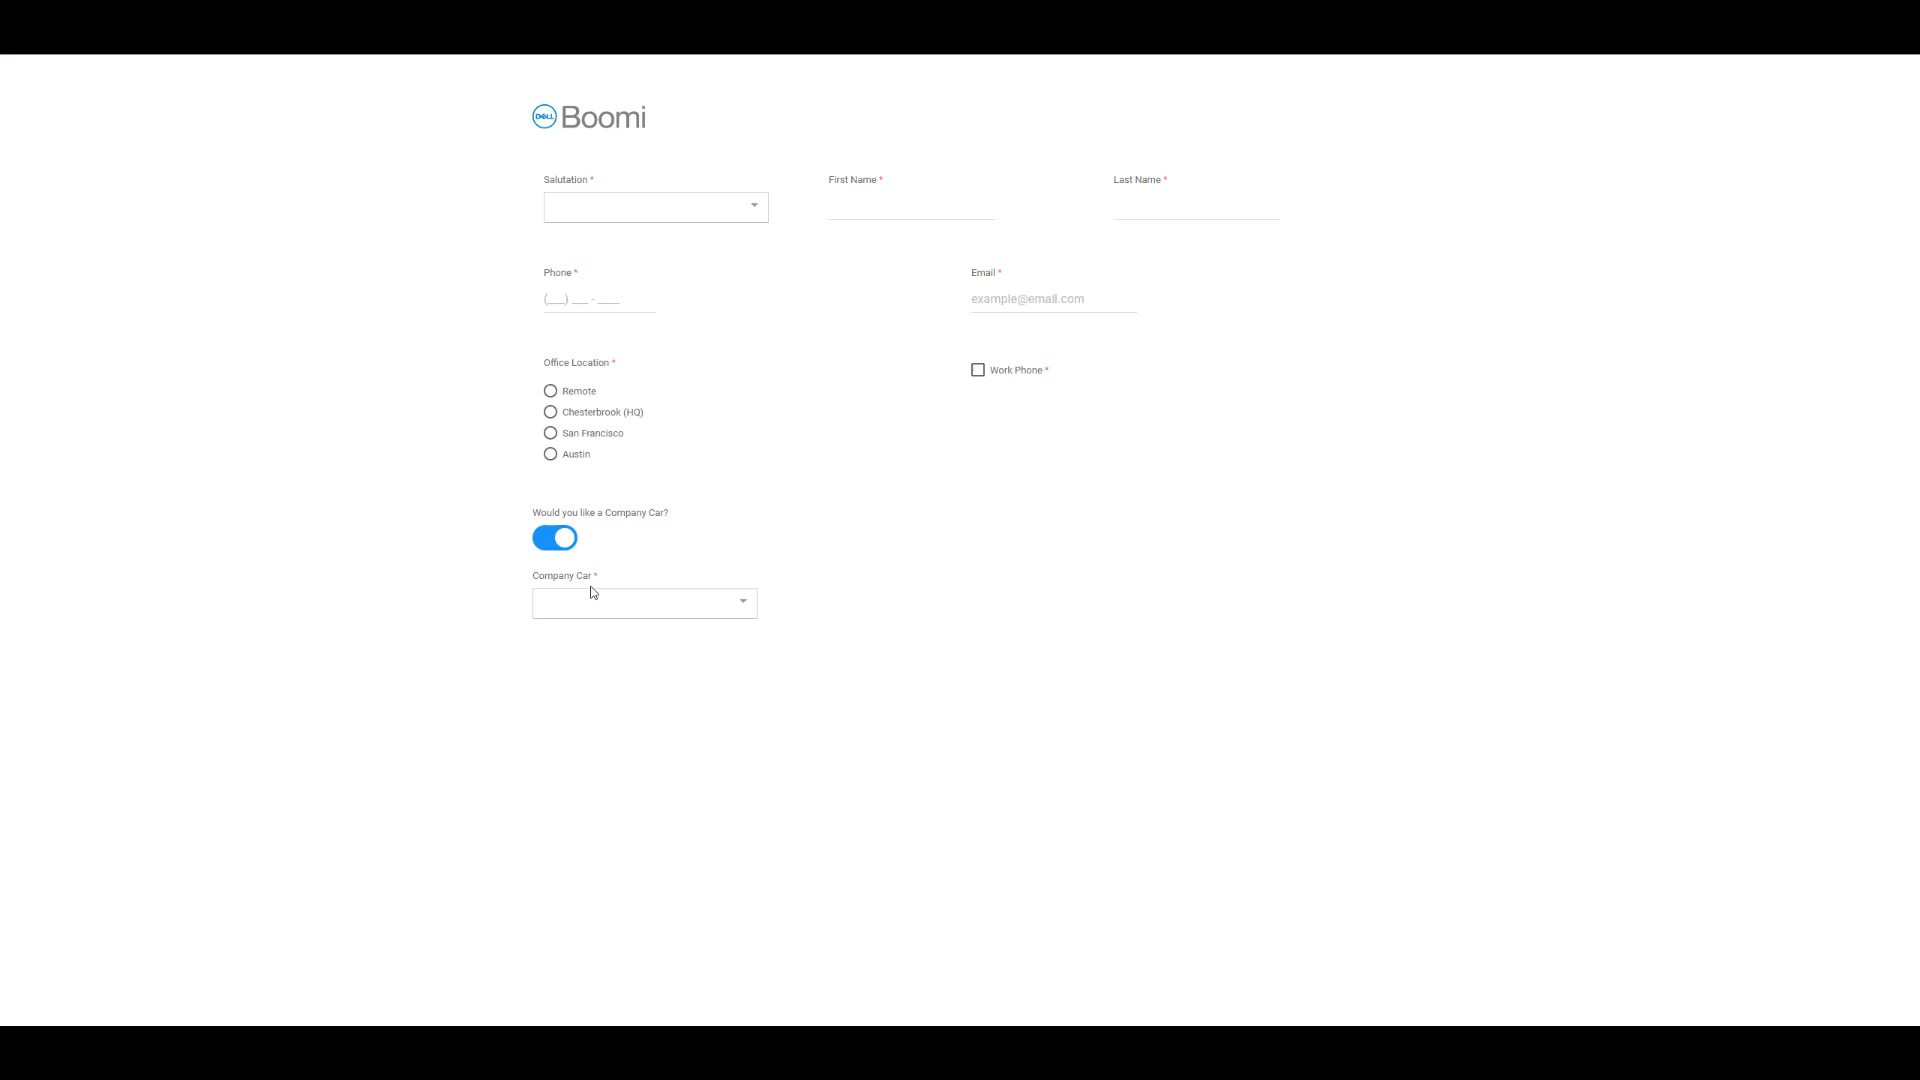 DELL Boomi
Salutation * First Name * Last Name *
Phone * Email *
(___) ___ - ____ example@email.com
Office Location * Work Phone *
Remote
Chesterbrook (HQ)
San Francisco
Austin
Would you like a Company Car?
Company Car *